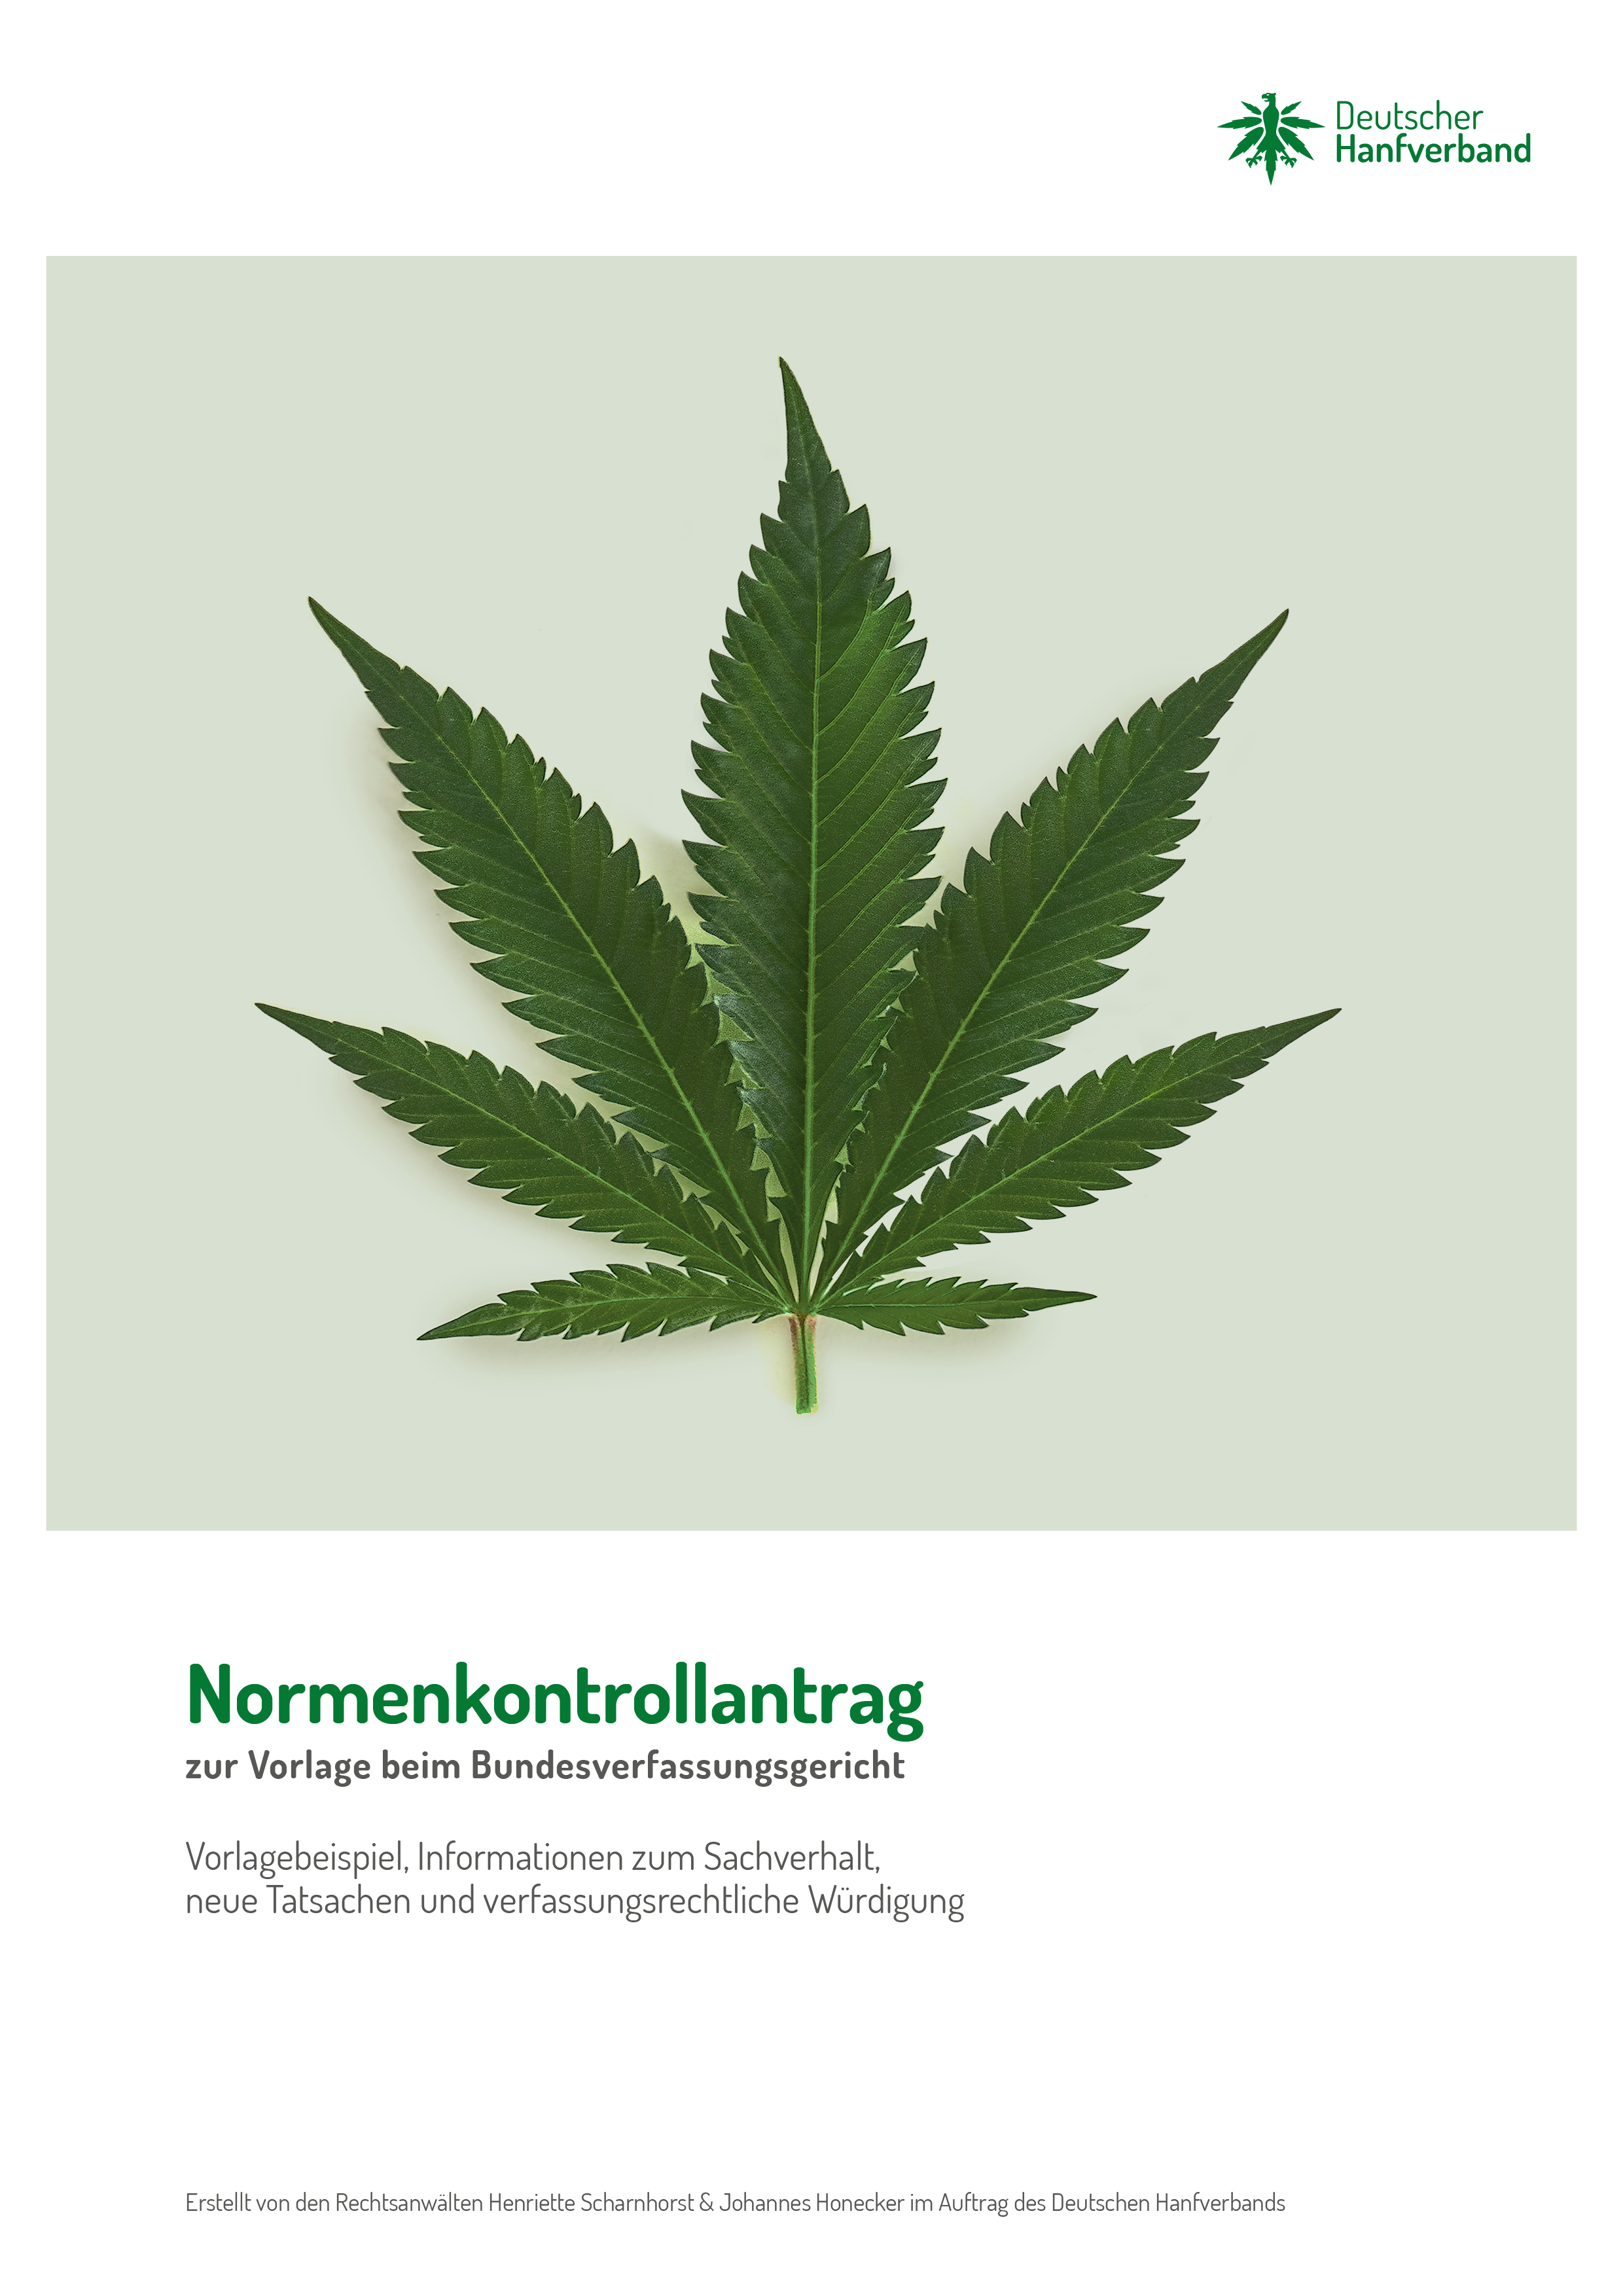 Deutscher
Hanfverband
Normenkontrollantrag
zur Vorlage beim Bundesverfassungsgericht
Vorlagebeispiel, Informationen zum Sachverhalt,
neue Tatsachen und verfassungsrechtliche Würdigung
Erstellt von den Rechtsanwälten Henriette Scharnhorst & Johannes Honecker im Auftrag des Deutschen Hanfverbands